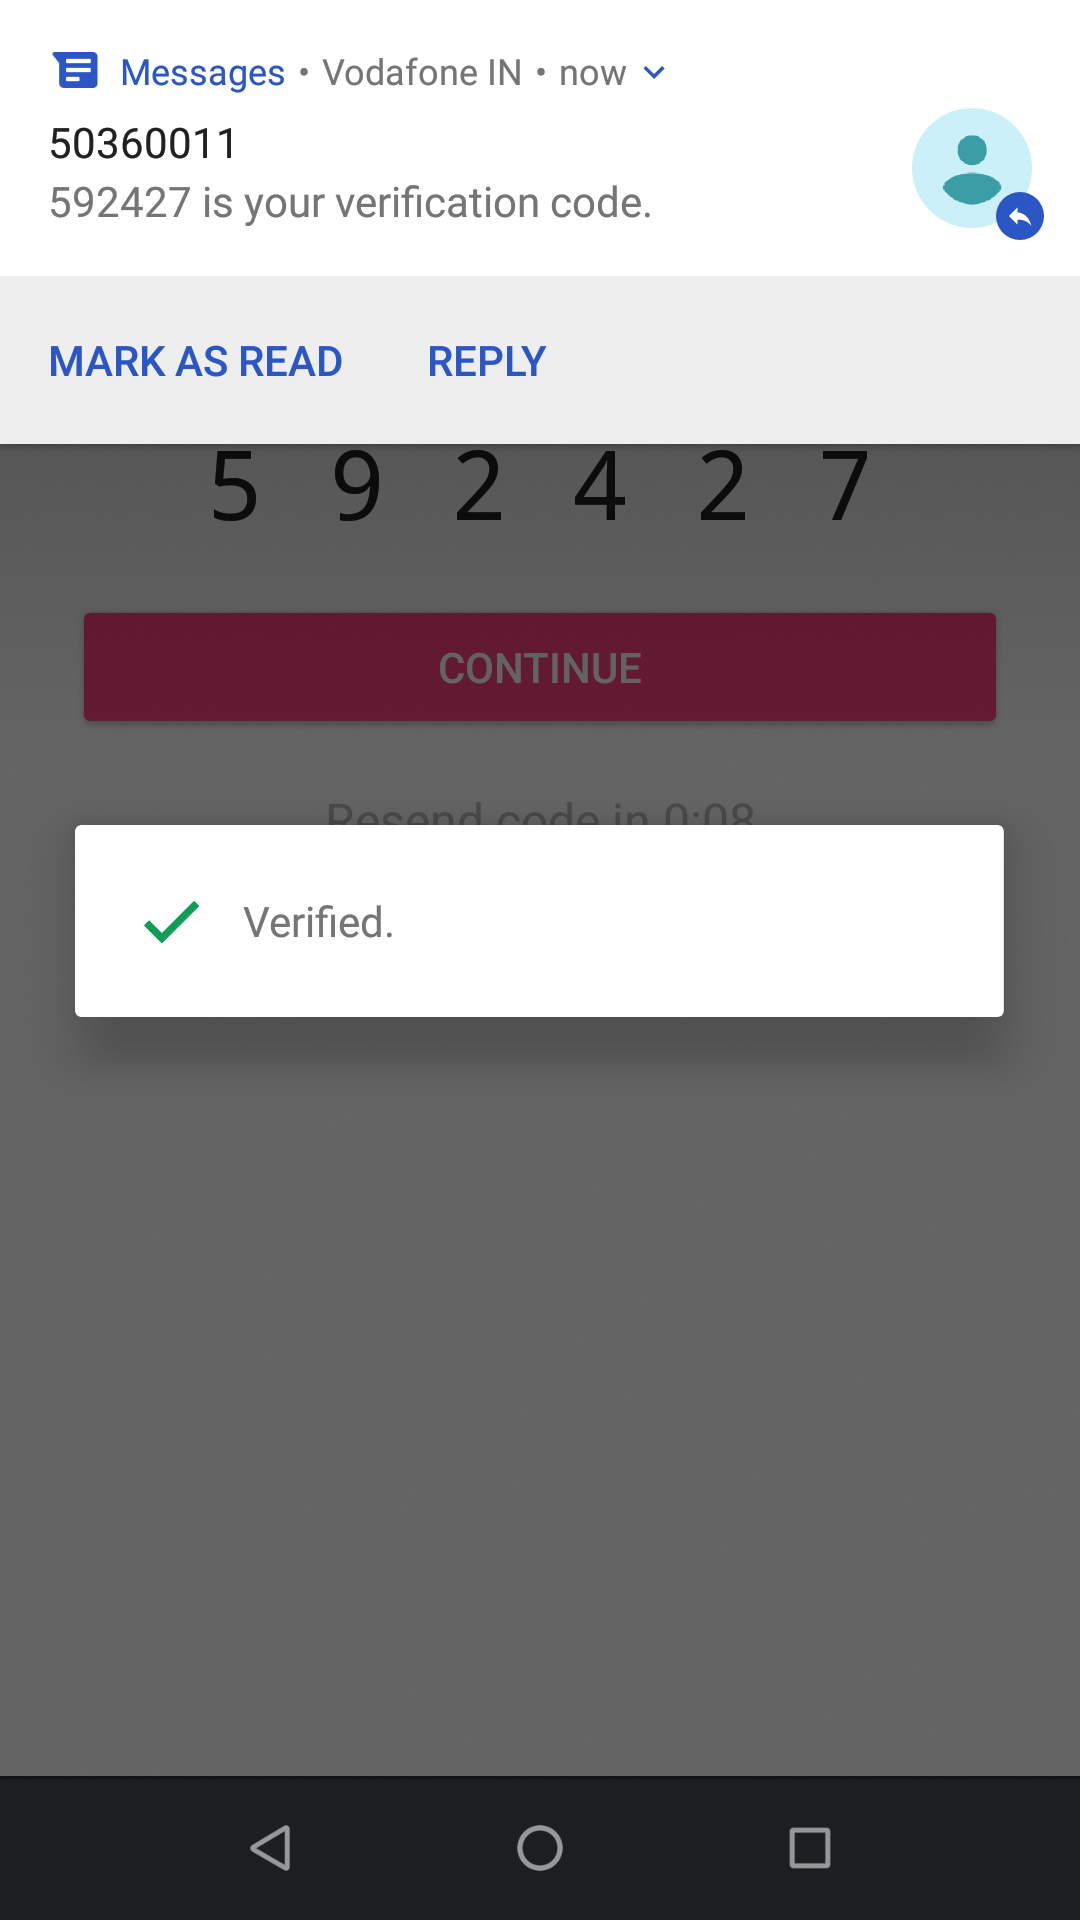 Messages • Vodafone IN • now
50360011
592427 is your verification code.
MARK AS READ REPLY
5 9 2 4 2 7
CONTINUE
Resend code in 0:08
Verified.